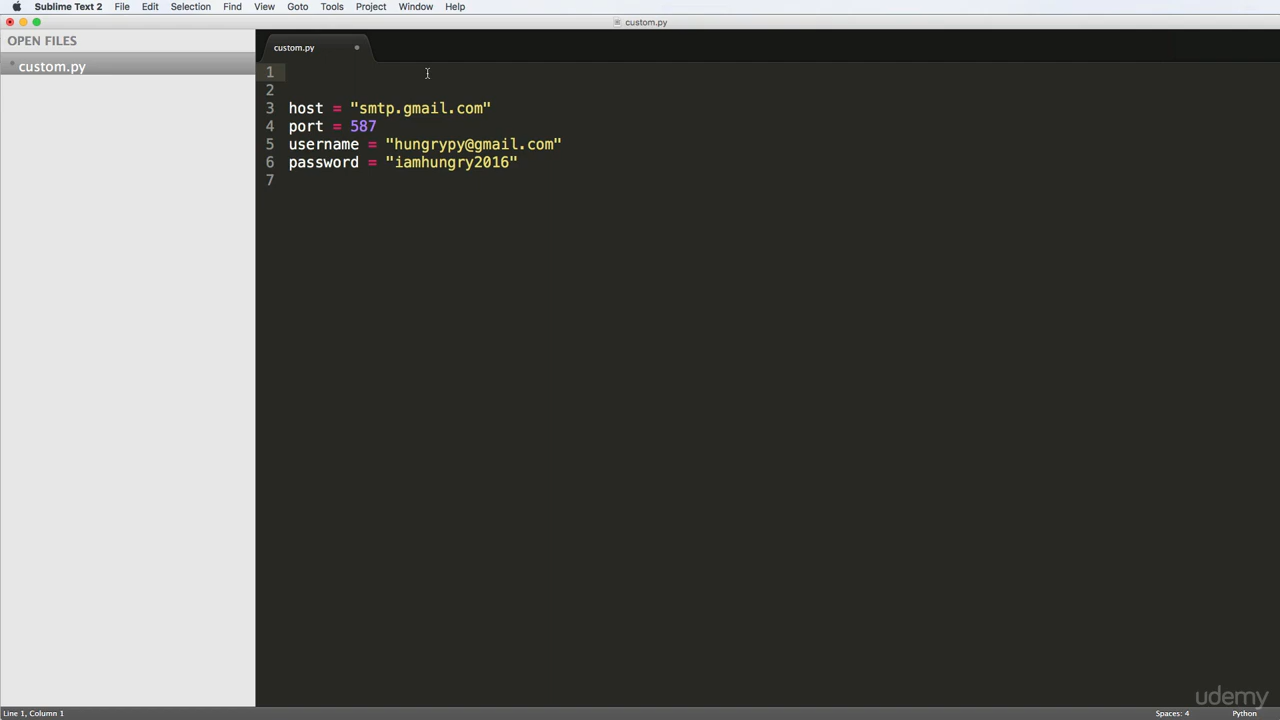 Sublime Text 2 File Edit Selection Find View Goto Tools Project Window Help
custom.py
OPEN FILES
custom.py
custom.py
1
2
3 host = "smtp.gmail.com"
4 port = 587
5 username = "hungrypy@gmail.com"
6 password = "iamhungry2016"
7
udemy
Line 1, Column 1 Spaces: 4 Python